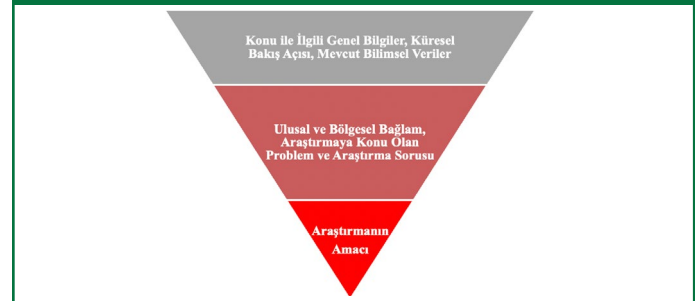 Konu ile İlgili Genel Bilgiler, Küresel
Bakış Açısı, Mevcut Bilimsel Veriler
Ulusal ve Bölgesel Bağlam,
Araştırmaya Konu Olan
Problem ve Araştırma Sorusu
Araştırmanın
Amacı